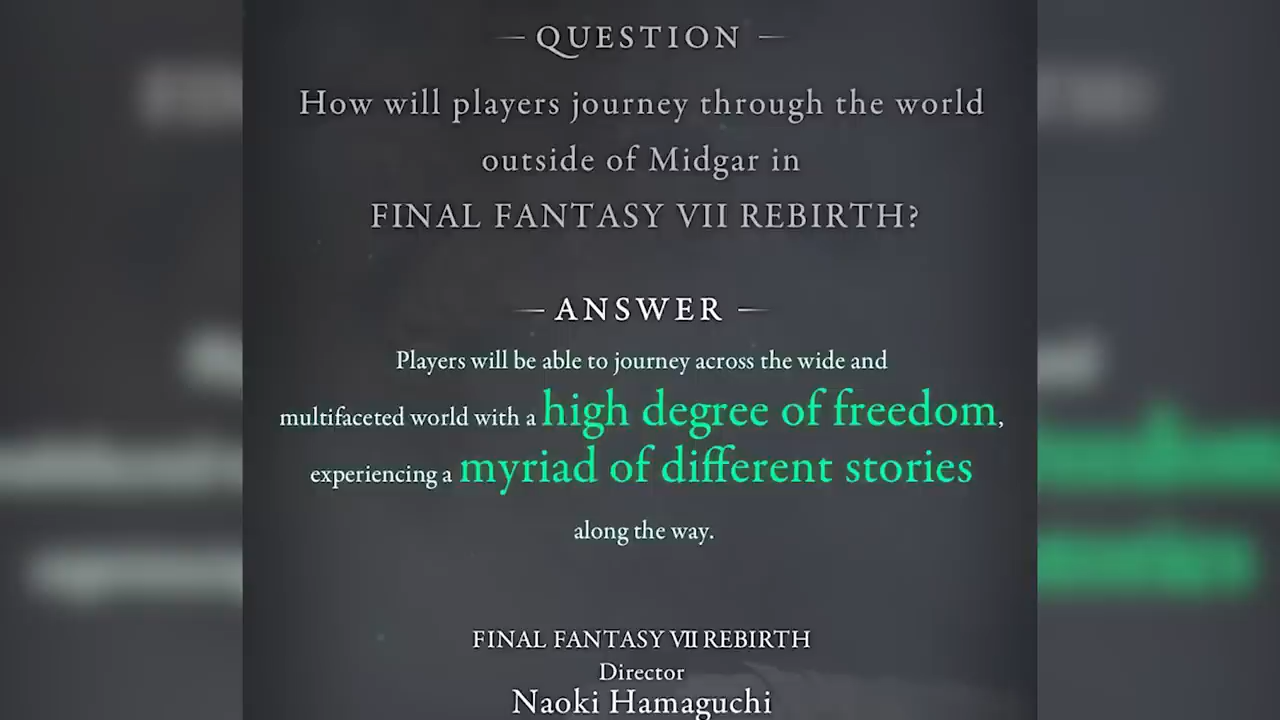 — QUESTION —
How will players journey through the world
outside of Midgar in
FINAL FANTASY VII REBIRTH?
— ANSWER —
Players will be able to journey across the wide and
multifaceted world with a high degree of freedom,
experiencing a myriad of different stories
along the way.
FINAL FANTASY VII REBIRTH
Director
Naoki Hamaguchi